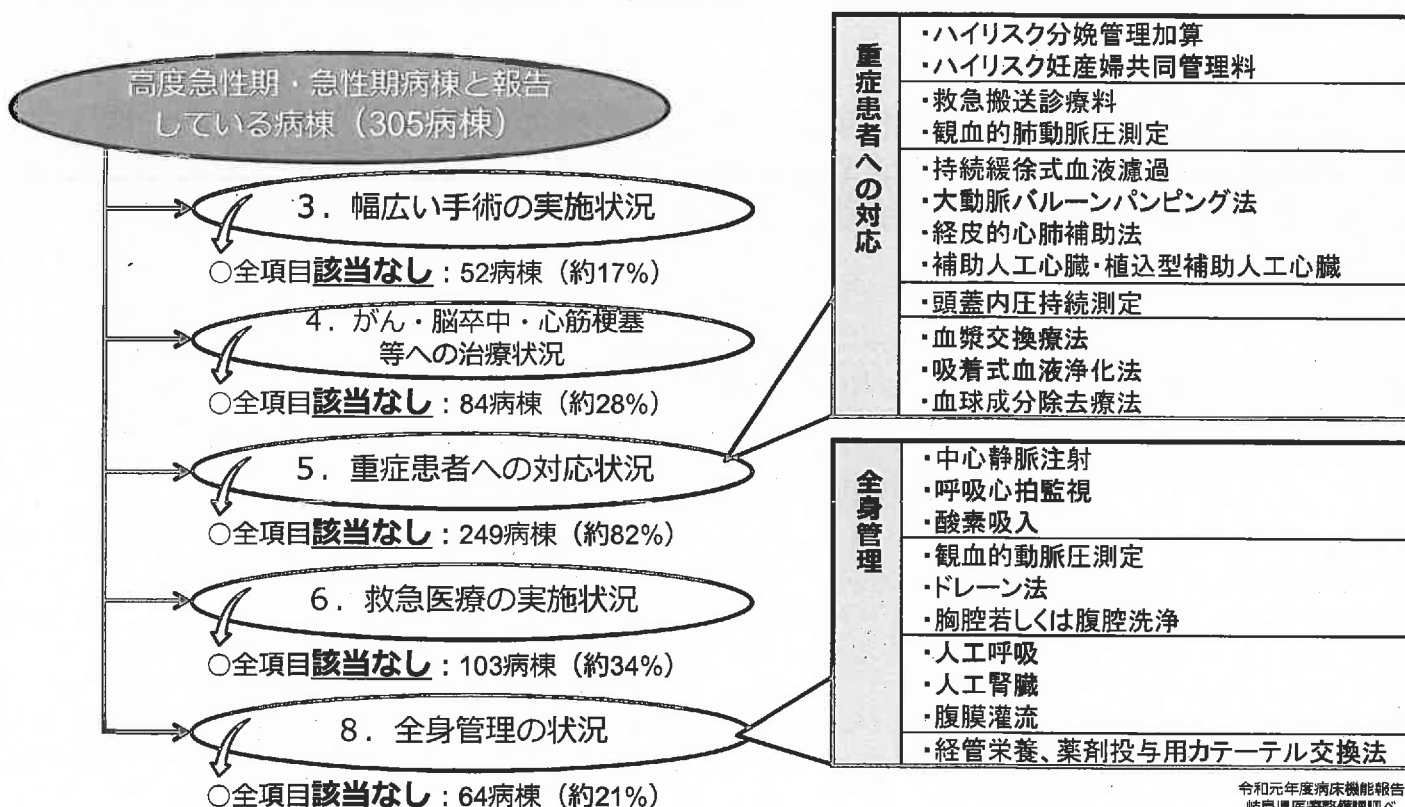 高度急性期・急性期病棟と報告
している病棟（305病棟）
3．幅広い手術の実施状況
○全項目該当なし：52病棟（約17%）
4．がん・脳卒中・心筋梗塞
等への治療状況
○全項目該当なし：84病棟（約28%）
5．重症患者への対応状況
○全項目該当なし：249病棟（約82%）
6．救急医療の実施状況
○全項目該当なし：103病棟（約34%）
8．全身管理の状況
○全項目該当なし：64病棟（約21%）
重症患者への対応
・ハイリスク分娩管理加算
・ハイリスク妊産婦共同管理料
・救急搬送診療料
・観血的肺動脈圧測定
・持続緩徐式血液濾過
・大動脈バルーンパンピング法
・経皮的心肺補助法
・補助人工心臓・植込型補助人工心臓
・頭蓋内圧持続測定
・血漿交換療法
・吸着式血液浄化法
・血球成分除去療法
全身管理
・中心静脈注射
・呼吸心拍監視
・酸素吸入
・観血的動脈圧測定
・ドレーン法
・胸腔若しくは腹腔洗浄
・人工呼吸
・人工腎臓
・腹膜灌流
・経管栄養、薬剤投与用カテーテル交換法
令和元年度病床機能報告
岐阜県医療整備課調べ